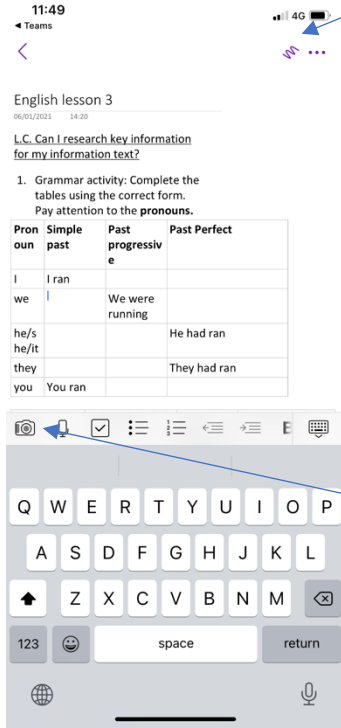 11:49
◄ Teams
4G
English lesson 3
06/01/2021 14:20
L.C. Can I research key information
for my information text?
1. Grammar activity: Complete the
tables using the correct form.
Pay attention to the pronouns.
Pron Simple Past Past Perfect
oun past progressiv
e
I I ran
we We were
running
he/s He had ran
he/it
they They had ran
you You ran
B
Q W E R T Y U I O P
A S D F G H J K L
Z X C V B N M
123 space return